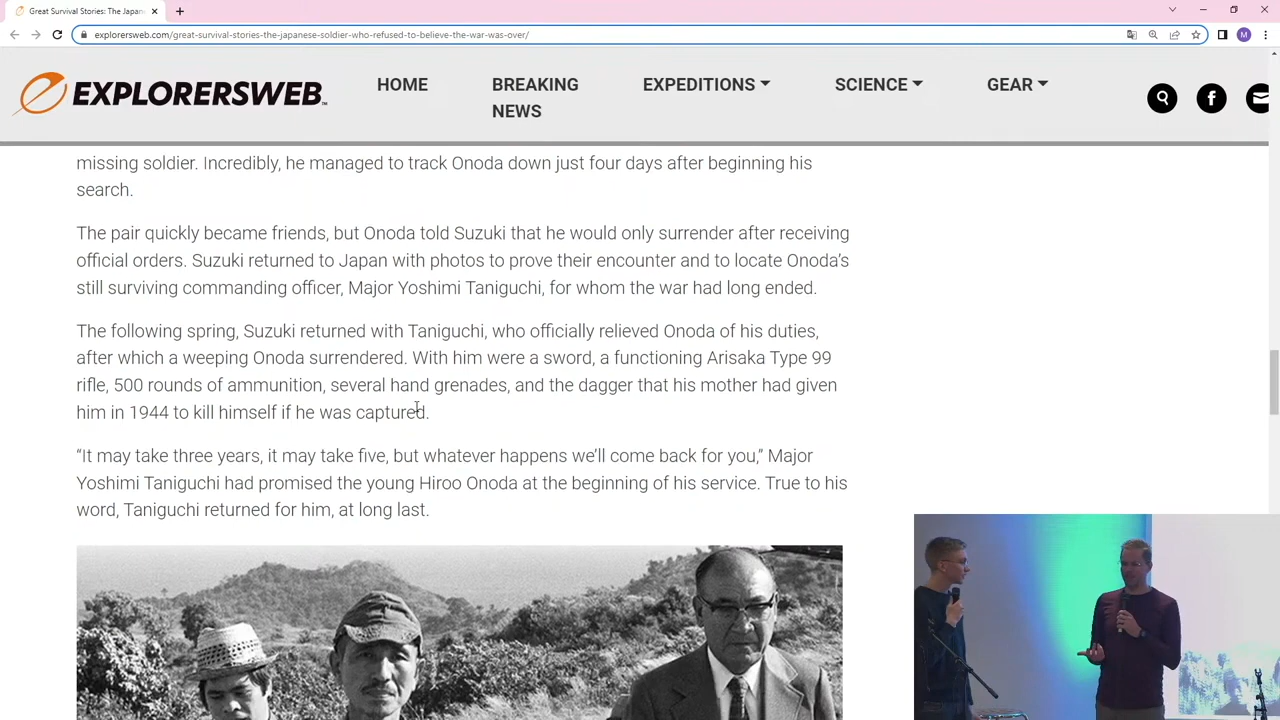 Great Survival Stories: The Japan
explorersweb.com/great-survival-stories-the-japanese-soldier-who-refused-to-believe-the-war-was-over/
M
EXPLORERSWEB
HOME
BREAKING NEWS
EXPEDITIONS
SCIENCE
GEAR
missing soldier. Incredibly, he managed to track Onoda down just four days after beginning his
search.
The pair quickly became friends, but Onoda told Suzuki that he would only surrender after receiving
official orders. Suzuki returned to Japan with photos to prove their encounter and to locate Onoda’s
still surviving commanding officer, Major Yoshimi Taniguchi, for whom the war had long ended.
The following spring, Suzuki returned with Taniguchi, who officially relieved Onoda of his duties,
after which a weeping Onoda surrendered. With him were a sword, a functioning Arisaka Type 99
rifle, 500 rounds of ammunition, several hand grenades, and the dagger that his mother had given
him in 1944 to kill himself if he was captured.
“It may take three years, it may take five, but whatever happens we’ll come back for you,” Major
Yoshimi Taniguchi had promised the young Hiroo Onoda at the beginning of his service. True to his
word, Taniguchi returned for him, at long last.